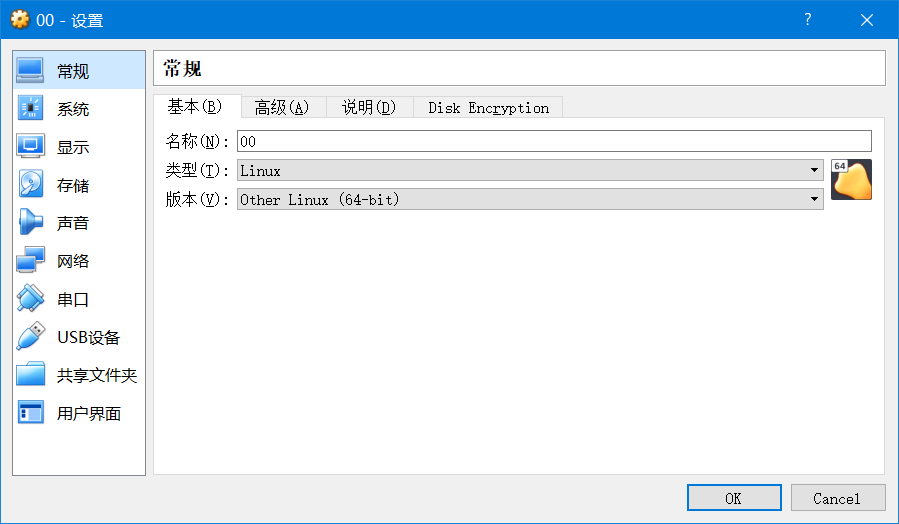 00 - 设置
?
常规
系统
显示
存储
声音
网络
串口
USB设备
共享文件夹
用户界面
常规
基本(B) 高级(A) 说明(D) Disk Encryption
名称(N): 00
类型(T): Linux
版本(V): Other Linux (64-bit)
64
OK Cancel